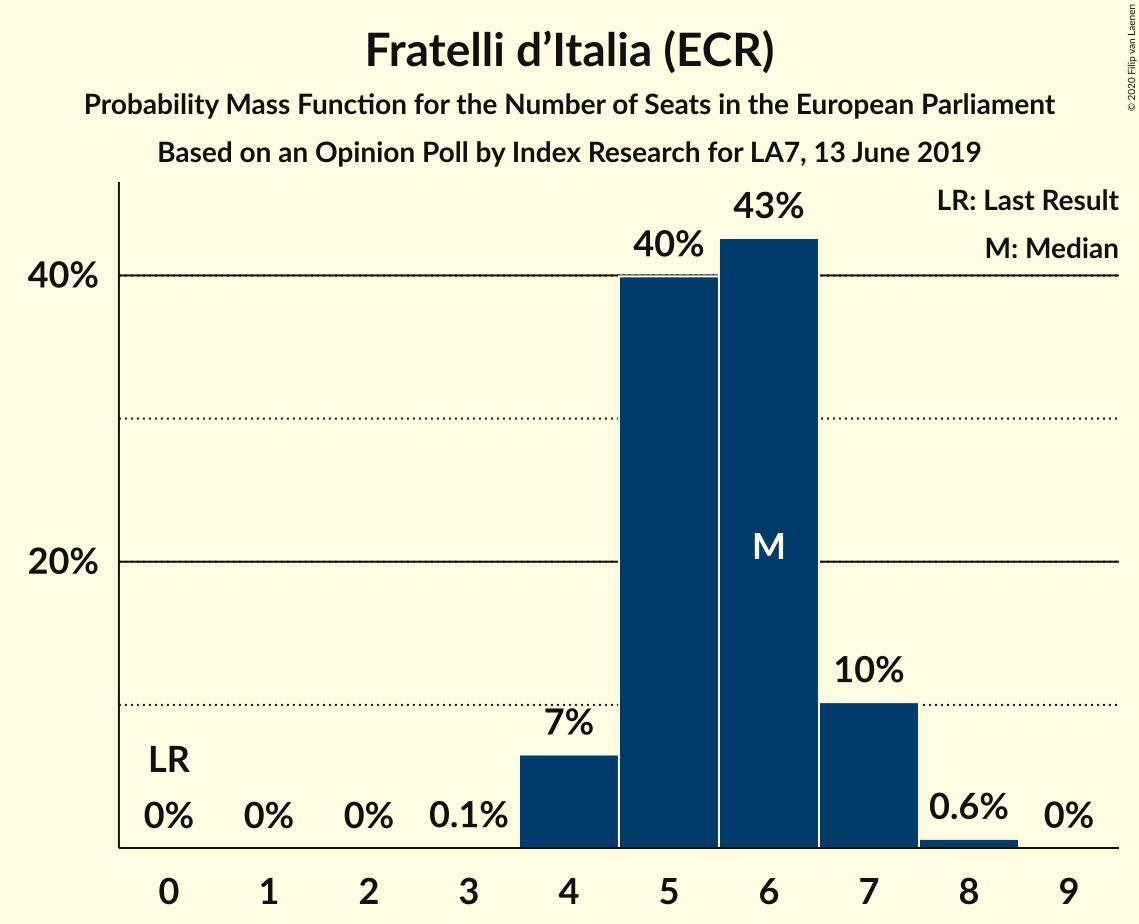 Fratelli d’Italia (ECR)
Probability Mass Function for the Number of Seats in the European Parliament
Based on an Opinion Poll by Index Research for LA7, 13 June 2019
© 2020 Filip van Laenen
LR: Last Result
M: Median
40%
20%
LR
0%
0%
0%
0.1%
7%
40%
43%
M
10%
0.6%
0%
0
1
2
3
4
5
6
7
8
9